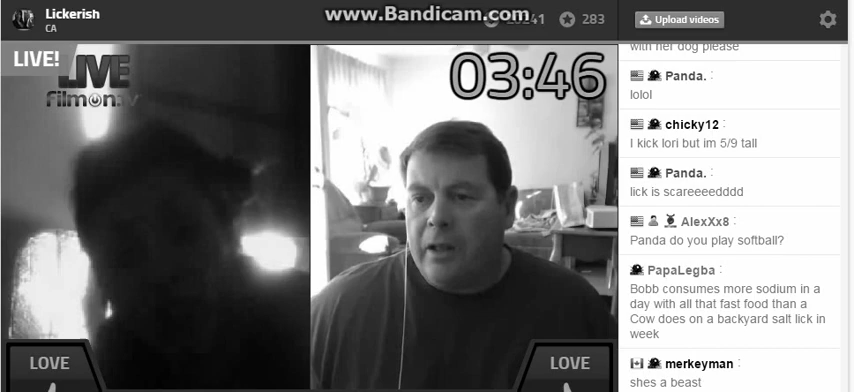 Lickerish
CA
www.Bandicam.com
283
Upload videos
LIVE!
LIVE
filmon.tv
03:46
with her dog please
Panda. :
lolol
chicky12 :
I kick lori but im 5/9 tall
Panda. :
lick is scareeeedddd
AlexXx8 :
Panda do you play softball?
PapaLegba :
Bobb consumes more sodium in a
day with all that fast food than a
Cow does on a backyard salt lick in
week
merkeyman :
shes a beast
LOVE
LOVE